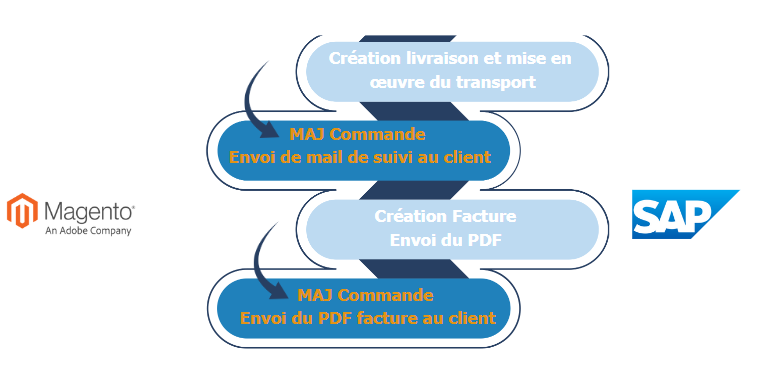 Création livraison et mise en
œuvre du transport
MAJ Commande
Envoi de mail de suivi au client
Magento®
An Adobe Company
Création Facture
Envoi du PDF
SAP
MAJ Commande
Envoi du PDF facture au client